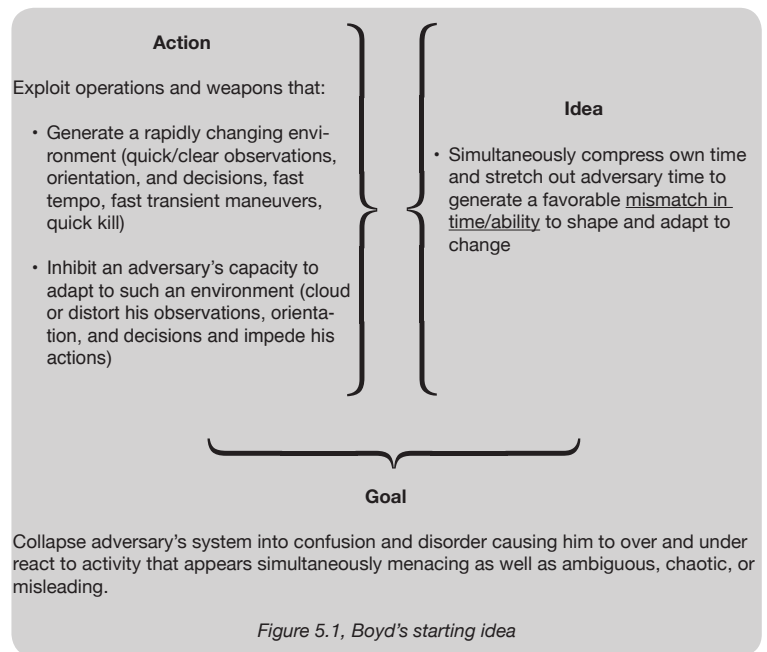 Action
Exploit operations and weapons that:
• Generate a rapidly changing envi-
ronment (quick/clear observations,
orientation, and decisions, fast
tempo, fast transient maneuvers,
quick kill)
• Inhibit an adversary’s capacity to
adapt to such an environment (cloud
or distort his observations, orienta-
tion, and decisions and impede his
actions)
Idea
• Simultaneously compress own time
and stretch out adversary time to
generate a favorable mismatch in
time/ability to shape and adapt to
change
Goal
Collapse adversary’s system into confusion and disorder causing him to over and under
react to activity that appears simultaneously menacing as well as ambiguous, chaotic, or
misleading.
Figure 5.1, Boyd’s starting idea